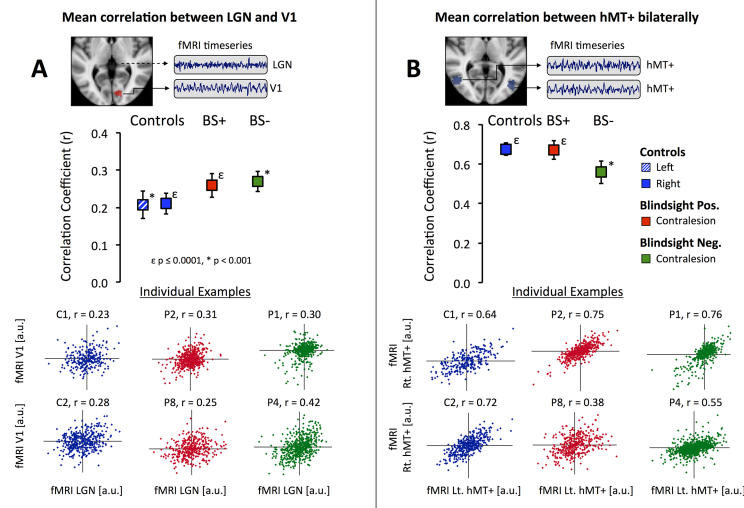 Mean correlation between LGN and V1
A
fMRI timeseries
LGN
V1
Controls BS+ BS-
Correlation Coefficient (r)
0.4
0.3
0.2
0.1
0.0
* ε ε *
ε p ≤ 0.0001, * p < 0.001
Individual Examples
C1, r = 0.23 P2, r = 0.31 P1, r = 0.30
fMRI V1 [a.u.]
C2, r = 0.28 P8, r = 0.25 P4, r = 0.42
fMRI V1 [a.u.]
fMRI LGN [a.u.] fMRI LGN [a.u.] fMRI LGN [a.u.]
Mean correlation between hMT+ bilaterally
B
fMRI timeseries
hMT+
hMT+
Controls BS+ BS-
Correlation Coefficient (r)
0.8
0.6
0.4
0.2
0.0
ε ε *
Controls
Left
Right
Blindsight Pos.
Contralesion
Blindsight Neg.
Contralesion
Individual Examples
C1, r = 0.64 P2, r = 0.75 P1, r = 0.76
fMRI
Rt. hMT+ [a.u.]
C2, r = 0.72 P8, r = 0.38 P4, r = 0.55
fMRI
Rt. hMT+ [a.u.]
fMRI Lt. hMT+ [a.u.] fMRI Lt. hMT+ [a.u.] fMRI Lt. hMT+ [a.u.]